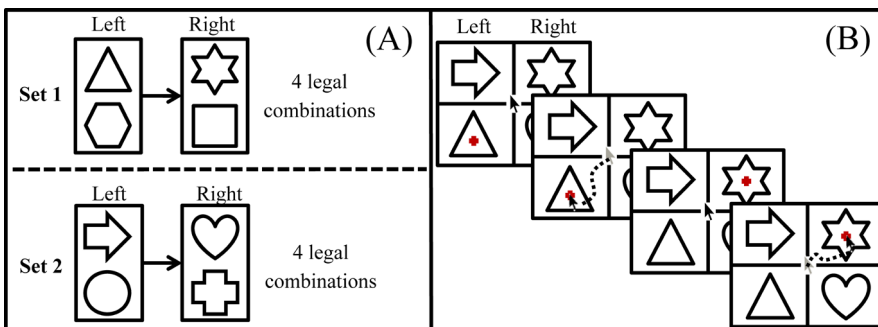 Left Right (A)
Set 1
4 legal
combinations
Left Right
Set 2
4 legal
combinations
Left Right (B)